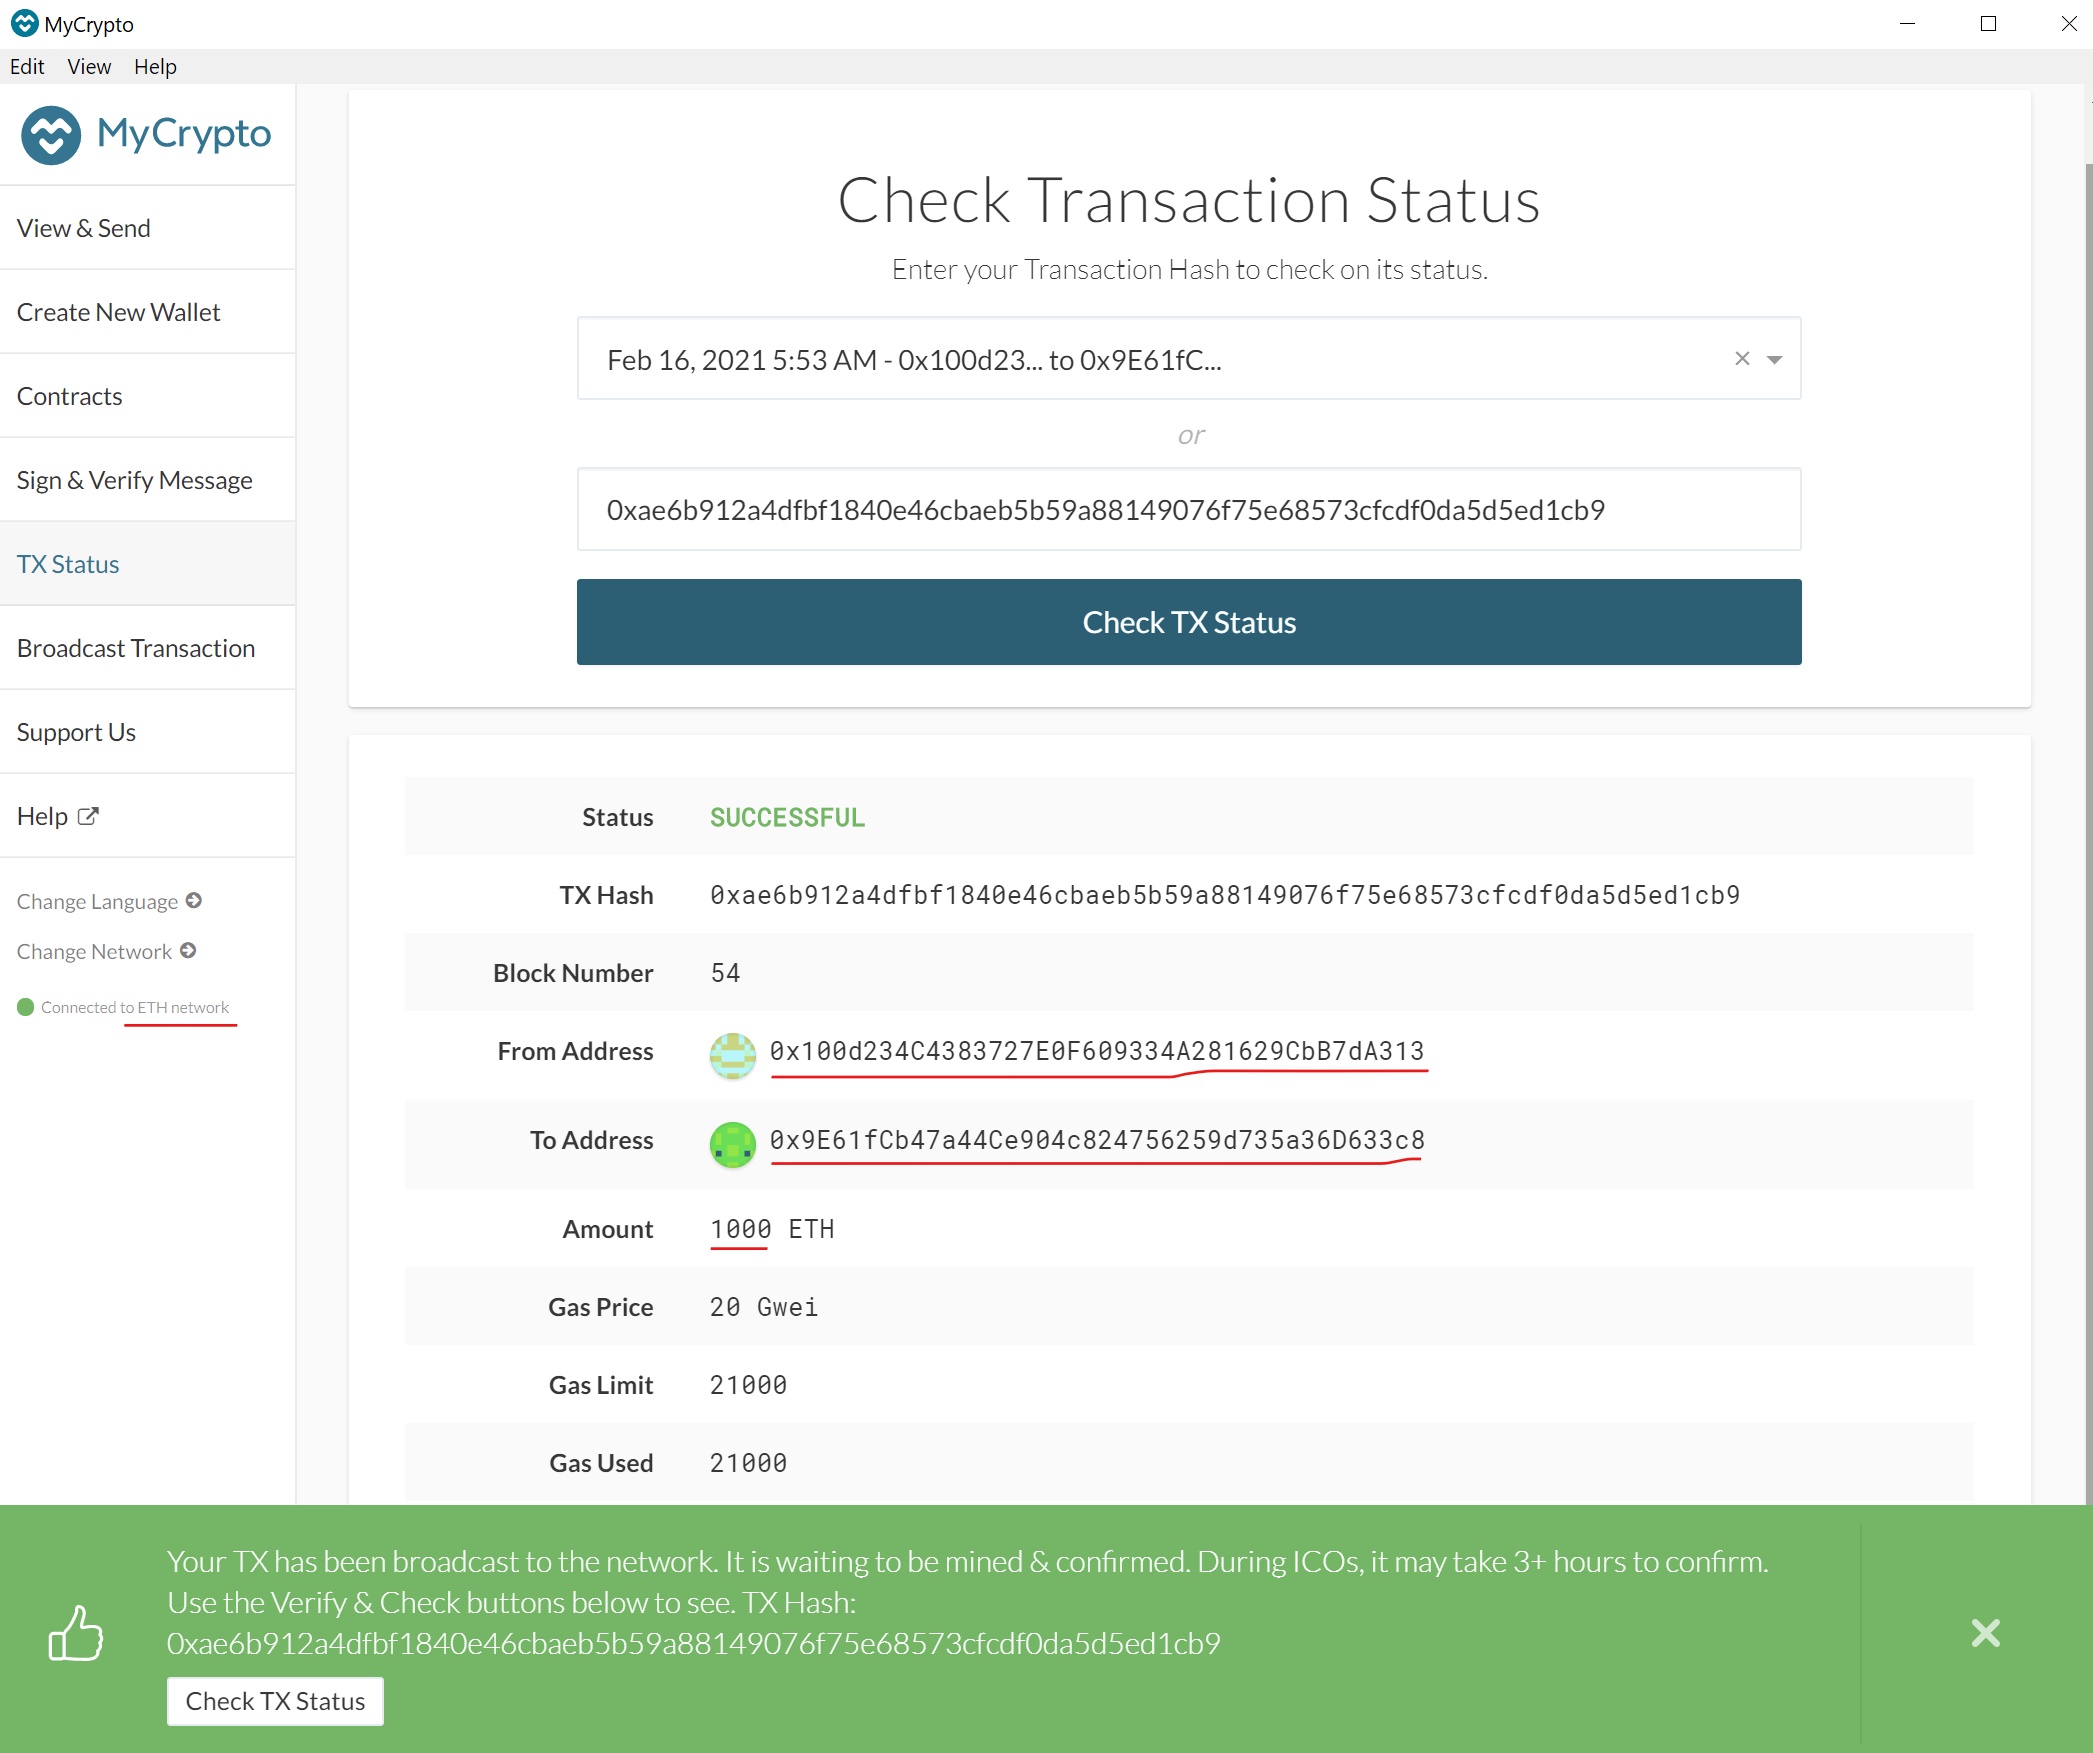 MyCrypto
Edit View Help
MyCrypto
View & Send
Create New Wallet
Contracts
Sign & Verify Message
TX Status
Broadcast Transaction
Support Us
Help
Change Language
Change Network
Connected to ETH network
Check Transaction Status
Enter your Transaction Hash to check on its status.
Feb 16, 2021 5:53 AM - 0x100d23... to 0x9E61fC...
or
0xae6b912a4dfbf1840e46cbaeb5b59a88149076f75e68573cfcdf0da5d5ed1cb9
Check TX Status
Status SUCCESSFUL
TX Hash 0xae6b912a4dfbf1840e46cbaeb5b59a88149076f75e68573cfcdf0da5d5ed1cb9
Block Number 54
From Address 0x100d234C4383727E0F609334A281629CbB7dA313
To Address 0x9E61fCb47a44Ce904c824756259d735a36D633c8
Amount 1000 ETH
Gas Price 20 Gwei
Gas Limit 21000
Gas Used 21000
Your TX has been broadcast to the network. It is waiting to be mined & confirmed. During ICOs, it may take 3+ hours to confirm.
Use the Verify & Check buttons below to see. TX Hash:
0xae6b912a4dfbf1840e46cbaeb5b59a88149076f75e68573cfcdf0da5d5ed1cb9
Check TX Status